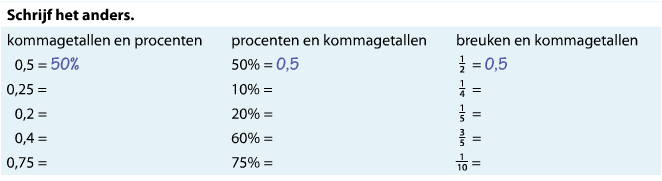 Schrijf het anders.
kommagetallen en procenten
0,5 = 50%
0,25 =
0,2 =
0,4 =
0,75 =
procenten en kommagetallen
50% = 0,5
10% =
20% =
60% =
75% =
breuken en kommagetallen
1/2 = 0,5
1/4 =
1/5 =
3/5 =
1/10 =